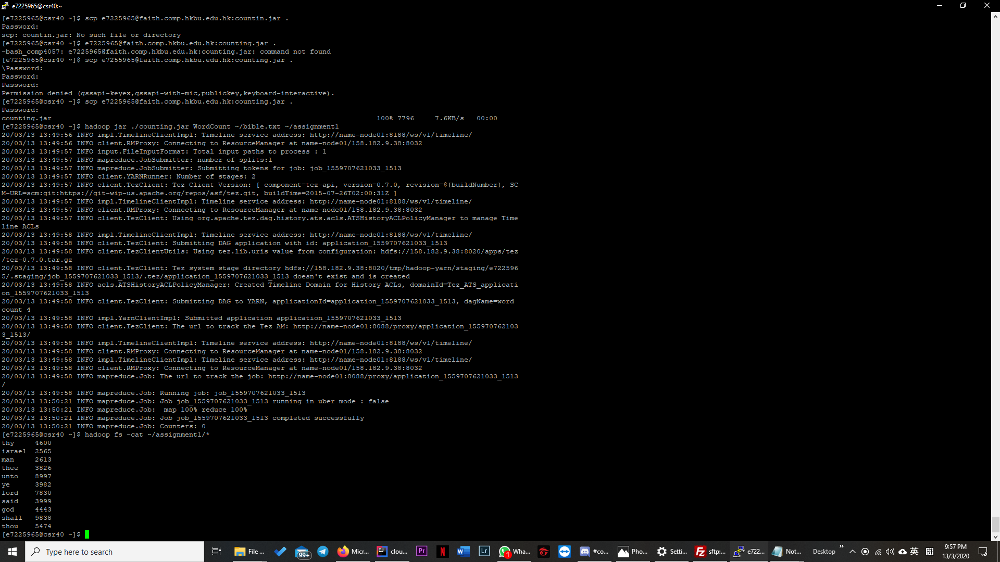 e7225965@csr40:~
[e7225965@csr40 ~]$ scp e7225965@faith.comp.hkbu.edu.hk:countin.jar .
Password:
scp: countin.jar: No such file or directory
[e7225965@csr40 ~]$ e7225965@faith.comp.hkbu.edu.hk:counting.jar .
-bash_comp4057: e7225965@faith.comp.hkbu.edu.hk:counting.jar: command not found
[e7225965@csr40 ~]$ scp e7255965@faith.comp.hkbu.edu.hk:counting.jar .
\Password:
Password:
Password:
Permission denied (gssapi-keyex,gssapi-with-mic,publickey,keyboard-interactive).
[e7225965@csr40 ~]$ scp e7225965@faith.comp.hkbu.edu.hk:counting.jar .
Password:
counting.jar 100% 7796 7.6KB/s 00:00
[e7225965@csr40 ~]$ hadoop jar ./counting.jar WordCount ~/bible.txt ~/assignment1
20/03/13 13:49:56 INFO impl.TimelineClientImpl: Timeline service address: http://name-node01:8188/ws/v1/timeline/
20/03/13 13:49:56 INFO client.RMProxy: Connecting to ResourceManager at name-node01/158.182.9.38:8032
20/03/13 13:49:57 INFO input.FileInputFormat: Total input paths to process : 1
20/03/13 13:49:57 INFO mapreduce.JobSubmitter: number of splits:1
20/03/13 13:49:57 INFO mapreduce.JobSubmitter: Submitting tokens for job: job_1559707621033_1513
20/03/13 13:49:57 INFO client.YARNRunner: Number of stages: 2
20/03/13 13:49:57 INFO client.TezClient: Tez Client Version: [ component=tez-api, version=0.7.0, revision=${buildNumber}, SC
M-URL=scm:git:https://git-wip-us.apache.org/repos/asf/tez.git, buildTime=2015-07-26T02:00:31Z ]
20/03/13 13:49:57 INFO impl.TimelineClientImpl: Timeline service address: http://name-node01:8188/ws/v1/timeline/
20/03/13 13:49:57 INFO client.RMProxy: Connecting to ResourceManager at name-node01/158.182.9.38:8032
20/03/13 13:49:57 INFO client.TezClient: Using org.apache.tez.dag.history.ats.acls.ATSHistoryACLPolicyManager to manage Time
line ACLs
20/03/13 13:49:58 INFO impl.TimelineClientImpl: Timeline service address: http://name-node01:8188/ws/v1/timeline/
20/03/13 13:49:58 INFO client.TezClient: Submitting DAG application with id: application_1559707621033_1513
20/03/13 13:49:58 INFO client.TezClientUtils: Using tez.lib.uris value from configuration: hdfs://158.182.9.38:8020/apps/tez
/tez-0.7.0.tar.gz
20/03/13 13:49:58 INFO client.TezClient: Tez system stage directory hdfs://158.182.9.38:8020/tmp/hadoop-yarn/staging/e722596
5/.staging/job_1559707621033_1513/.tez/application_1559707621033_1513 doesn't exist and is created
20/03/13 13:49:58 INFO acls.ATSHistoryACLPolicyManager: Created Timeline Domain for History ACLs, domainId=Tez_ATS_applicati
on_1559707621033_1513
20/03/13 13:49:58 INFO client.TezClient: Submitting DAG to YARN, applicationId=application_1559707621033_1513, dagName=word
count 4
20/03/13 13:49:58 INFO impl.YarnClientImpl: Submitted application application_1559707621033_1513
20/03/13 13:49:58 INFO client.TezClient: The url to track the Tez AM: http://name-node01:8088/proxy/application_155970762103
3_1513/
20/03/13 13:49:58 INFO impl.TimelineClientImpl: Timeline service address: http://name-node01:8188/ws/v1/timeline/
20/03/13 13:49:58 INFO client.RMProxy: Connecting to ResourceManager at name-node01/158.182.9.38:8032
20/03/13 13:49:58 INFO impl.TimelineClientImpl: Timeline service address: http://name-node01:8188/ws/v1/timeline/
20/03/13 13:49:58 INFO client.RMProxy: Connecting to ResourceManager at name-node01/158.182.9.38:8032
20/03/13 13:49:58 INFO mapreduce.Job: The url to track the job: http://name-node01:8088/proxy/application_1559707621033_1513
/
20/03/13 13:49:58 INFO mapreduce.Job: Running job: job_1559707621033_1513
20/03/13 13:50:21 INFO mapreduce.Job: Job job_1559707621033_1513 running in uber mode : false
20/03/13 13:50:21 INFO mapreduce.Job:  map 100% reduce 100%
20/03/13 13:50:21 INFO mapreduce.Job: Job job_1559707621033_1513 completed successfully
20/03/13 13:50:21 INFO mapreduce.Job: Counters: 0
[e7225965@csr40 ~]$ hadoop fs -cat ~/assignment1/*
thy 4600
israel 2565
man 2613
thee 3826
unto 8997
ye 3982
lord 7830
said 3999
god 4443
shall 9838
thou 5474
[e7225965@csr40 ~]$
Type here to search File ... 99+ Micr... IJ clou... Pr N W Lr 1 Wha... #co... Pho... Setti... Fz sftp:... e722... Not... Desktop » 英 9:57 PM
13/3/2020